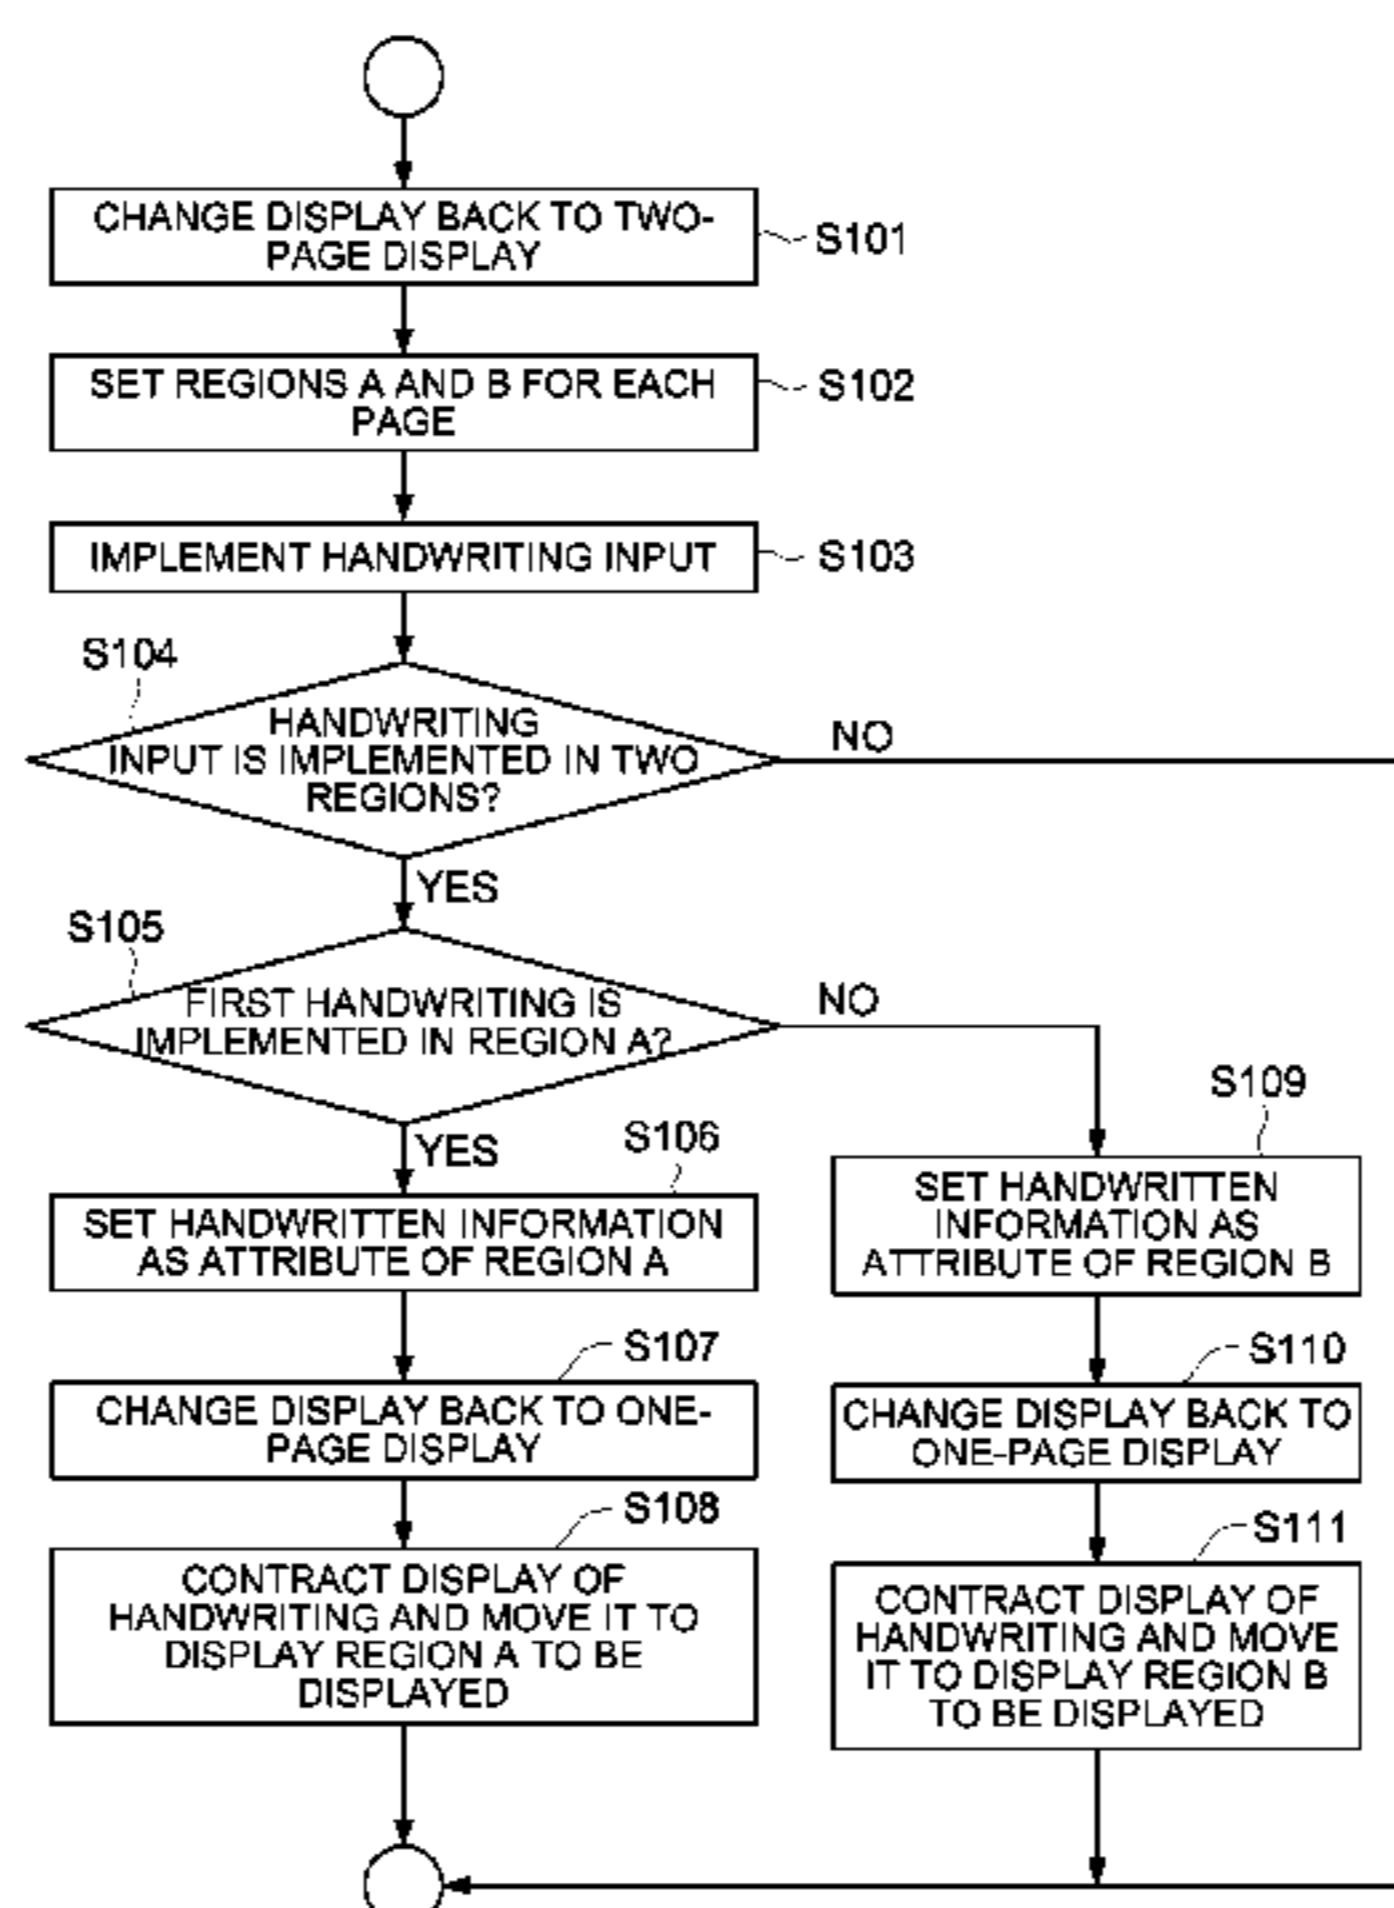 CHANGE DISPLAY BACK TO TWO-
PAGE DISPLAY
S101
SET REGIONS A AND B FOR EACH
PAGE
S102
IMPLEMENT HANDWRITING INPUT
S103
S104
HANDWRITING
INPUT IS IMPLEMENTED IN TWO
REGIONS?
NO
YES
S105
FIRST HANDWRITING IS
IMPLEMENTED IN REGION A?
NO
YES
S106
SET HANDWRITTEN INFORMATION
AS ATTRIBUTE OF REGION A
S107
CHANGE DISPLAY BACK TO ONE-
PAGE DISPLAY
S108
CONTRACT DISPLAY OF
HANDWRITING AND MOVE IT TO
DISPLAY REGION A TO BE
DISPLAYED
S109
SET HANDWRITTEN
INFORMATION AS
ATTRIBUTE OF REGION B
S110
CHANGE DISPLAY BACK TO
ONE-PAGE DISPLAY
S111
CONTRACT DISPLAY OF
HANDWRITING AND MOVE
IT TO DISPLAY REGION B
TO BE DISPLAYED